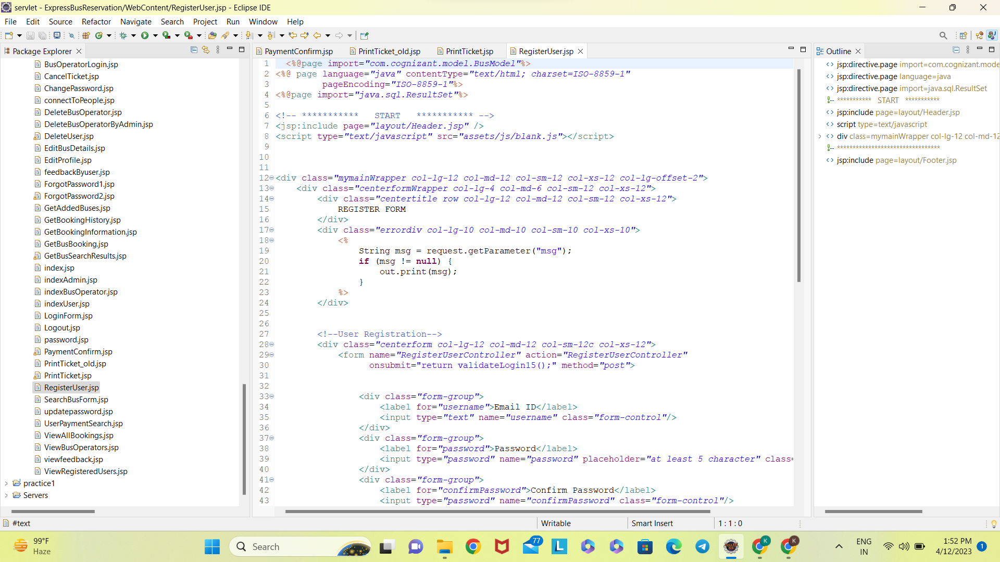 servlet - ExpressBusReservation/WebContent/RegisterUser.jsp - Eclipse IDE
File Edit Source Refactor Navigate Search Project Run Window Help
Package Explorer
BusOperatorLogin.jsp
CancelTicket.jsp
ChangePassword.jsp
connectToPeople.jsp
DeleteBusOperator.jsp
DeleteBusOperatorByAdmin.jsp
DeleteUser.jsp
EditBusDetails.jsp
EditProfile.jsp
feedbackByuser.jsp
ForgotPassword1.jsp
ForgotPassword2.jsp
GetAddedBuses.jsp
GetBookingHistory.jsp
GetBookingInformation.jsp
GetBusBooking.jsp
GetBusSearchResults.jsp
index.jsp
indexAdmin.jsp
indexBusOperator.jsp
indexUser.jsp
LoginForm.jsp
Logout.jsp
password.jsp
PaymentConfirm.jsp
PrintTicket_old.jsp
PrintTicket.jsp
RegisterUser.jsp
SearchBusForm.jsp
updatepassword.jsp
UserPaymentSearch.jsp
ViewAllBookings.jsp
ViewBusOperators.jsp
viewfeedback.jsp
ViewRegisteredUsers.jsp
practice1
Servers
PaymentConfirm.jsp PrintTicket_old.jsp PrintTicket.jsp RegisterUser.jsp
1 <%@page import="com.cognizant.model.BusModel"%>
2 <%@ page language="java" contentType="text/html; charset=ISO-8859-1"
3 pageEncoding="ISO-8859-1"%>
4 <%@page import="java.sql.ResultSet"%>
5
6 <!-- *********** START *********** -->
7 <jsp:include page="layout/Header.jsp" />
8 <script type="text/javascript" src="assets/js/blank.js"></script>
9
10
11
12 <div class="mymainWrapper col-lg-12 col-md-12 col-sm-12 col-xs-12 col-lg-offset-2">
13 <div class="centerformWrapper col-lg-4 col-md-6 col-sm-12 col-xs-12">
14 <div class="centertitle row col-lg-12 col-md-12 col-sm-12 col-xs-12">
15 REGISTER FORM
16 </div>
17 <div class="errordiv col-lg-10 col-md-10 col-sm-10 col-xs-10">
18 <%
19 String msg = request.getParameter("msg");
20 if (msg != null) {
21 out.print(msg);
22 }
23 %>
24 </div>
25
26
27 <!--User Registration-->
28 <div class="centerform col-lg-12 col-md-12 col-sm-12c col-xs-12">
29 <form name="RegisterUserController" action="RegisterUserController"
30 onsubmit="return validateLogin15();" method="post">
31
32
33 <div class="form-group">
34 <label for="username">Email ID</label>
35 <input type="text" name="username" class="form-control"/>
36 </div>
37 <div class="form-group">
38 <label for="password">Password</label>
39 <input type="password" name="password" placeholder="at least 5 character" class=
40 </div>
41 <div class="form-group">
42 <label for="confirmPassword">Confirm Password</label>
43 <input type="password" name="confirmPassword" class="form-control"/>
Outline
jsp:directive.page import=com.cognizant.mode
jsp:directive.page language=java
jsp:directive.page import=java.sql.ResultSet
*********** START ***********
jsp:include page=layout/Header.jsp
script type=text/javascript
div class=mymainWrapper col-lg-12 col-md-12
*********************************
jsp:include page=layout/Footer.jsp
#text Writable Smart Insert 1 : 1 : 0
99°F
Haze
Search
77
L
K
K
ENG
IN
1:52 PM
4/12/2023
1